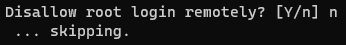 Disallow root login remotely? [Y/n] n
 ... skipping.